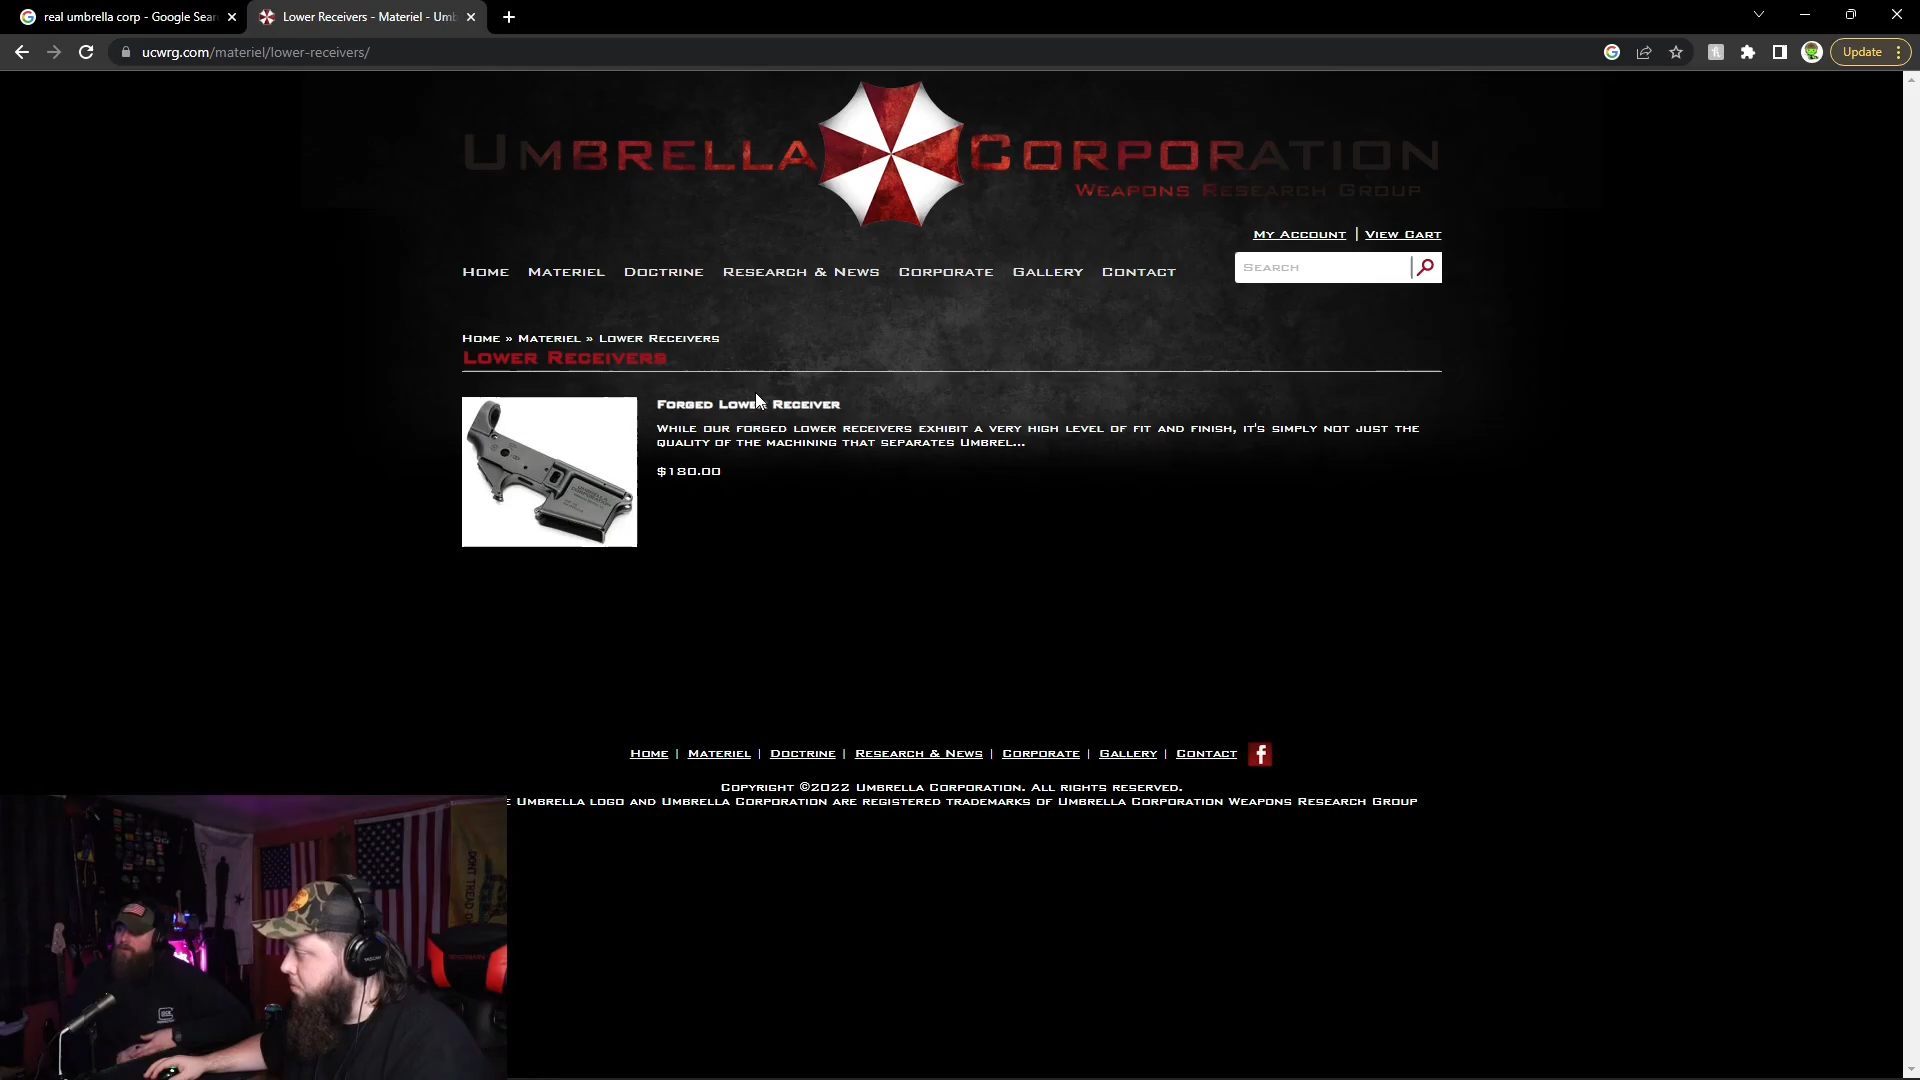 real umbrella corp - Google Sear
Lower Receivers - Materiel - Umb
ucwrg.com/materiel/lower-receivers/
Update
Umbrella Corporation
Weapons Research Group
My Account | View Cart
Home Materiel Doctrine Research & News Corporate Gallery Contact
Search
Home » Materiel » Lower Receivers
Lower Receivers
Forged Lower Receiver
While our forged lower receivers exhibit a very high level of fit and finish, it's simply not just the
quality of the machining that separates Umbrel...
$180.00
Home | Materiel | Doctrine | Research & News | Corporate | Gallery | Contact
Copyright ©2022 Umbrella Corporation. All rights reserved.
Umbrella logo and Umbrella Corporation are registered trademarks of Umbrella Corporation Weapons Research Group
DONT TREAD
TASCAM